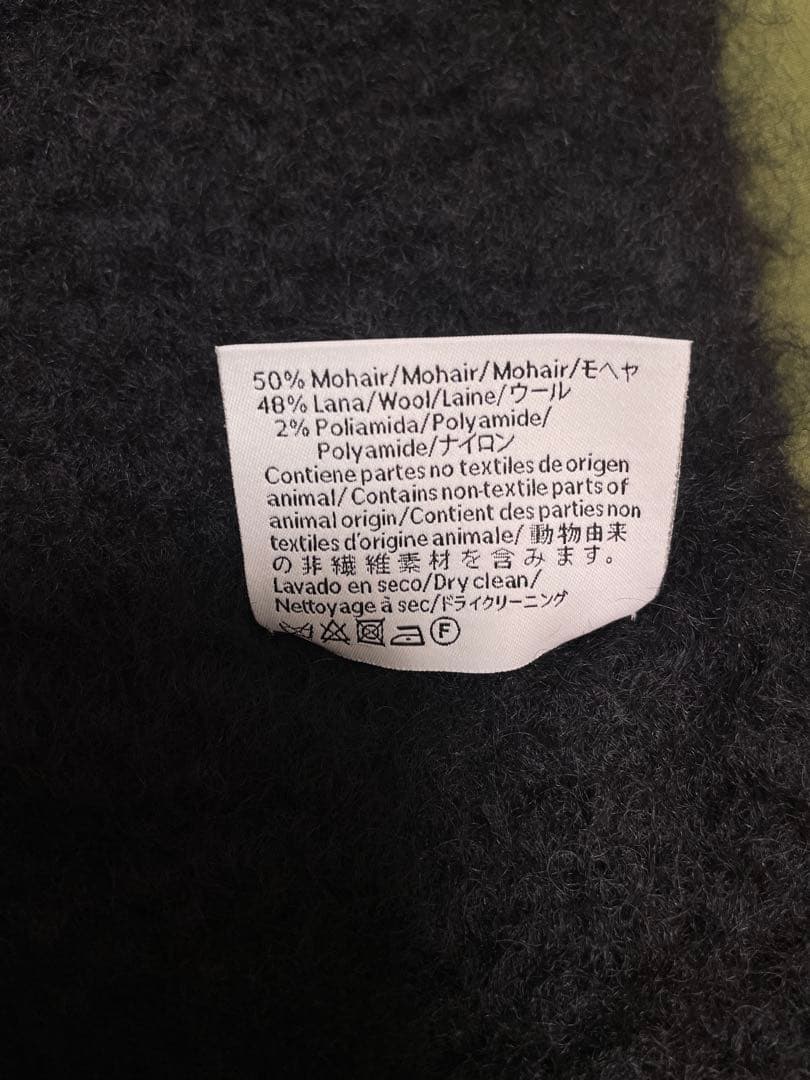 50% Mohair/Mohair/Mohair/モヘヤ
48% Lana/Wool/Laine/ウール
2% Poliamida/Polyamide/
Polyamide/ナイロン
Contiene partes no textiles de origen
animal/ Contains non-textile parts of
animal origin/Contient des parties non
textiles d'origine animale/ 動物由来
の非繊維素材を含みます。
Lavado en seco/Dry clean/
Nettoyage à sec/ドライクリーニング
F